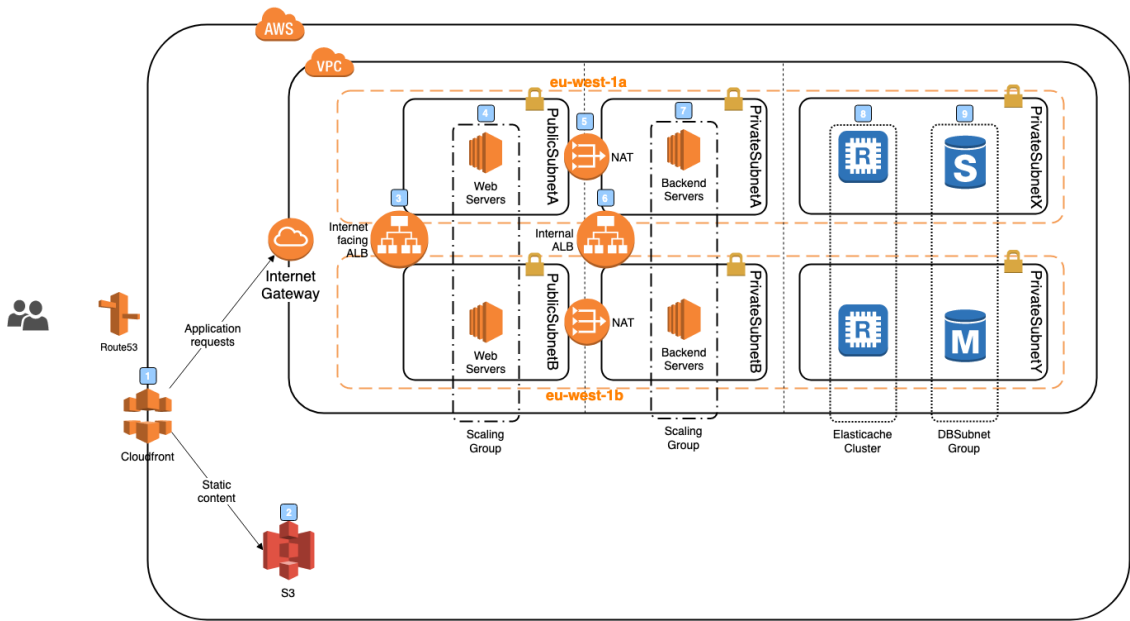 AWS
VPC
eu-west-1a
4
PublicSubnetA
Web
Servers
5
NAT
7
PrivateSubnetA
Backend
Servers
8
R
9
S
PrivateSubnetX
3
Internet
facing
ALB
6
Internal
ALB
Internet
Gateway
PublicSubnetB
Web
Servers
NAT
PrivateSubnetB
Backend
Servers
R
M
PrivateSubnetY
eu-west-1b
Route53
Application
requests
1
Cloudfront
Scaling
Group
Scaling
Group
Elasticache
Cluster
DBSubnet
Group
Static
content
2
S3